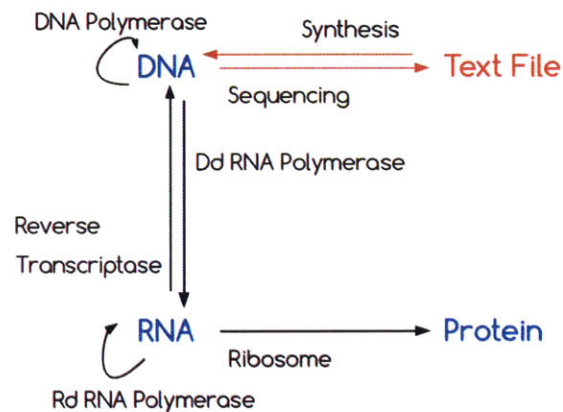 DNA Polymerase
Synthesis
DNA
Text File
Sequencing
Dd RNA Polymerase
Reverse
Transcriptase
RNA
Protein
Ribosome
Rd RNA Polymerase